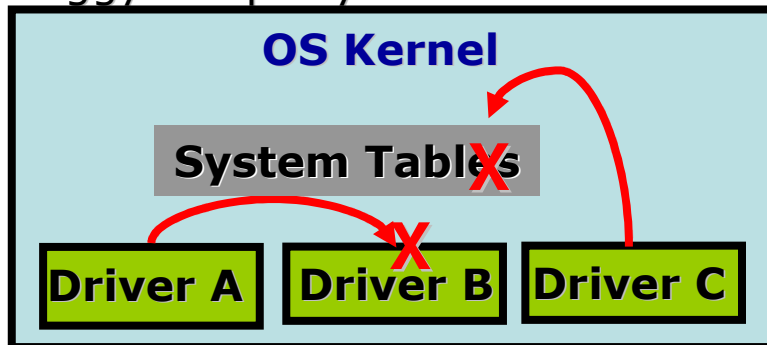 OS Kernel
System Tables
X
X
Driver A Driver B Driver C